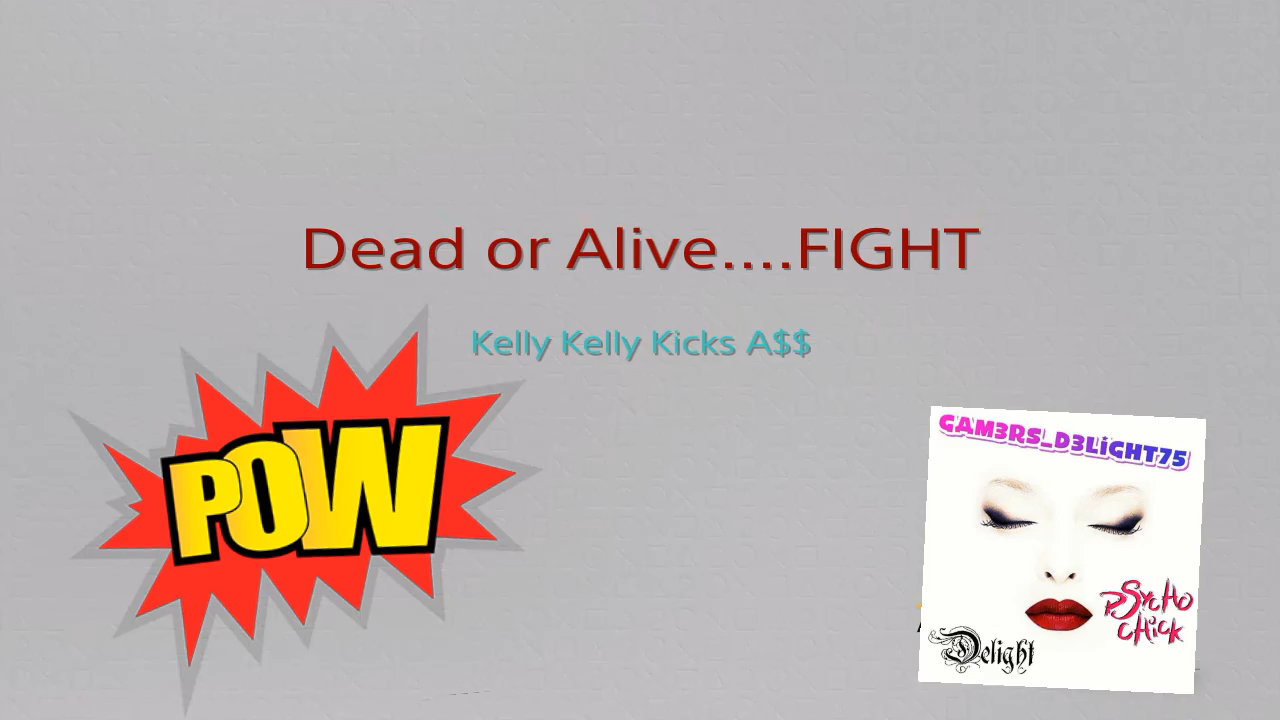 Dead or Alive....FIGHT
Kelly Kelly Kicks A$$
POW
GAM3RS_D3LiGHT75
PSycHo
cHick
Delight